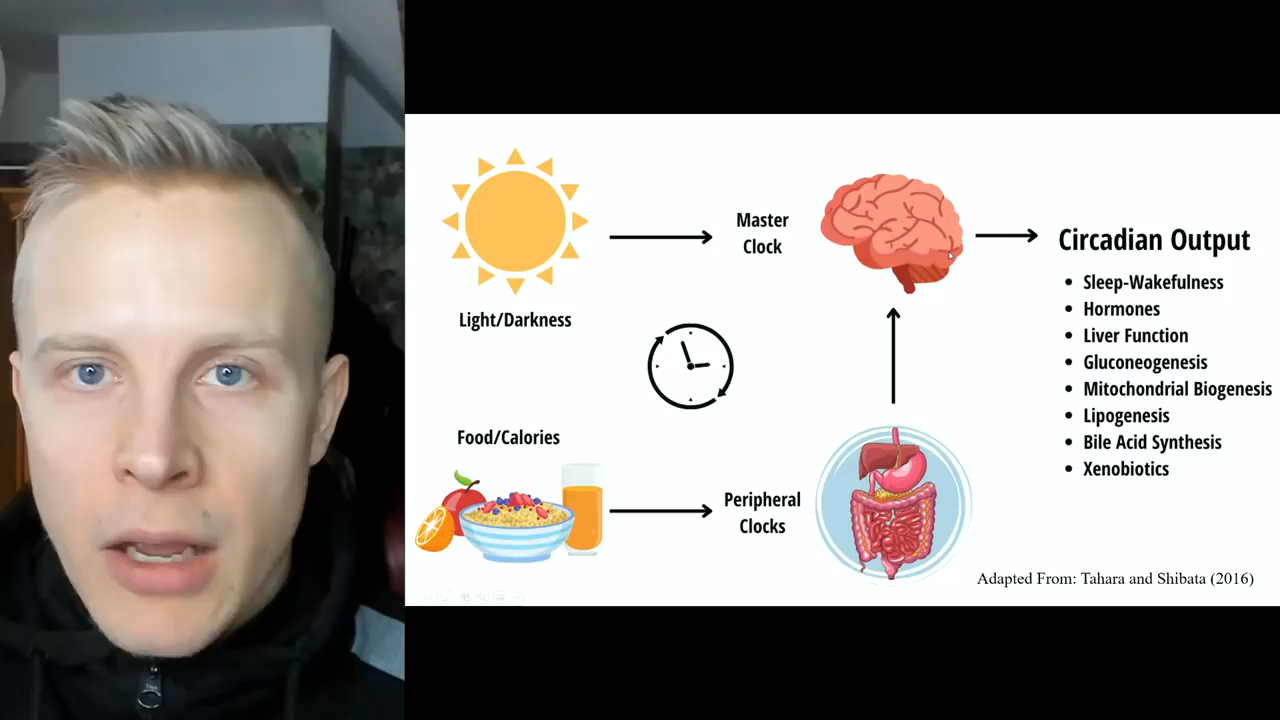 Master
Clock
Light/Darkness
Circadian Output
Sleep-Wakefulness
Hormones
Liver Function
Gluconeogenesis
Mitochondrial Biogenesis
Lipogenesis
Bile Acid Synthesis
Xenobiotics
Food/Calories
Peripheral
Clocks
Adapted From: Tahara and Shibata (2016)